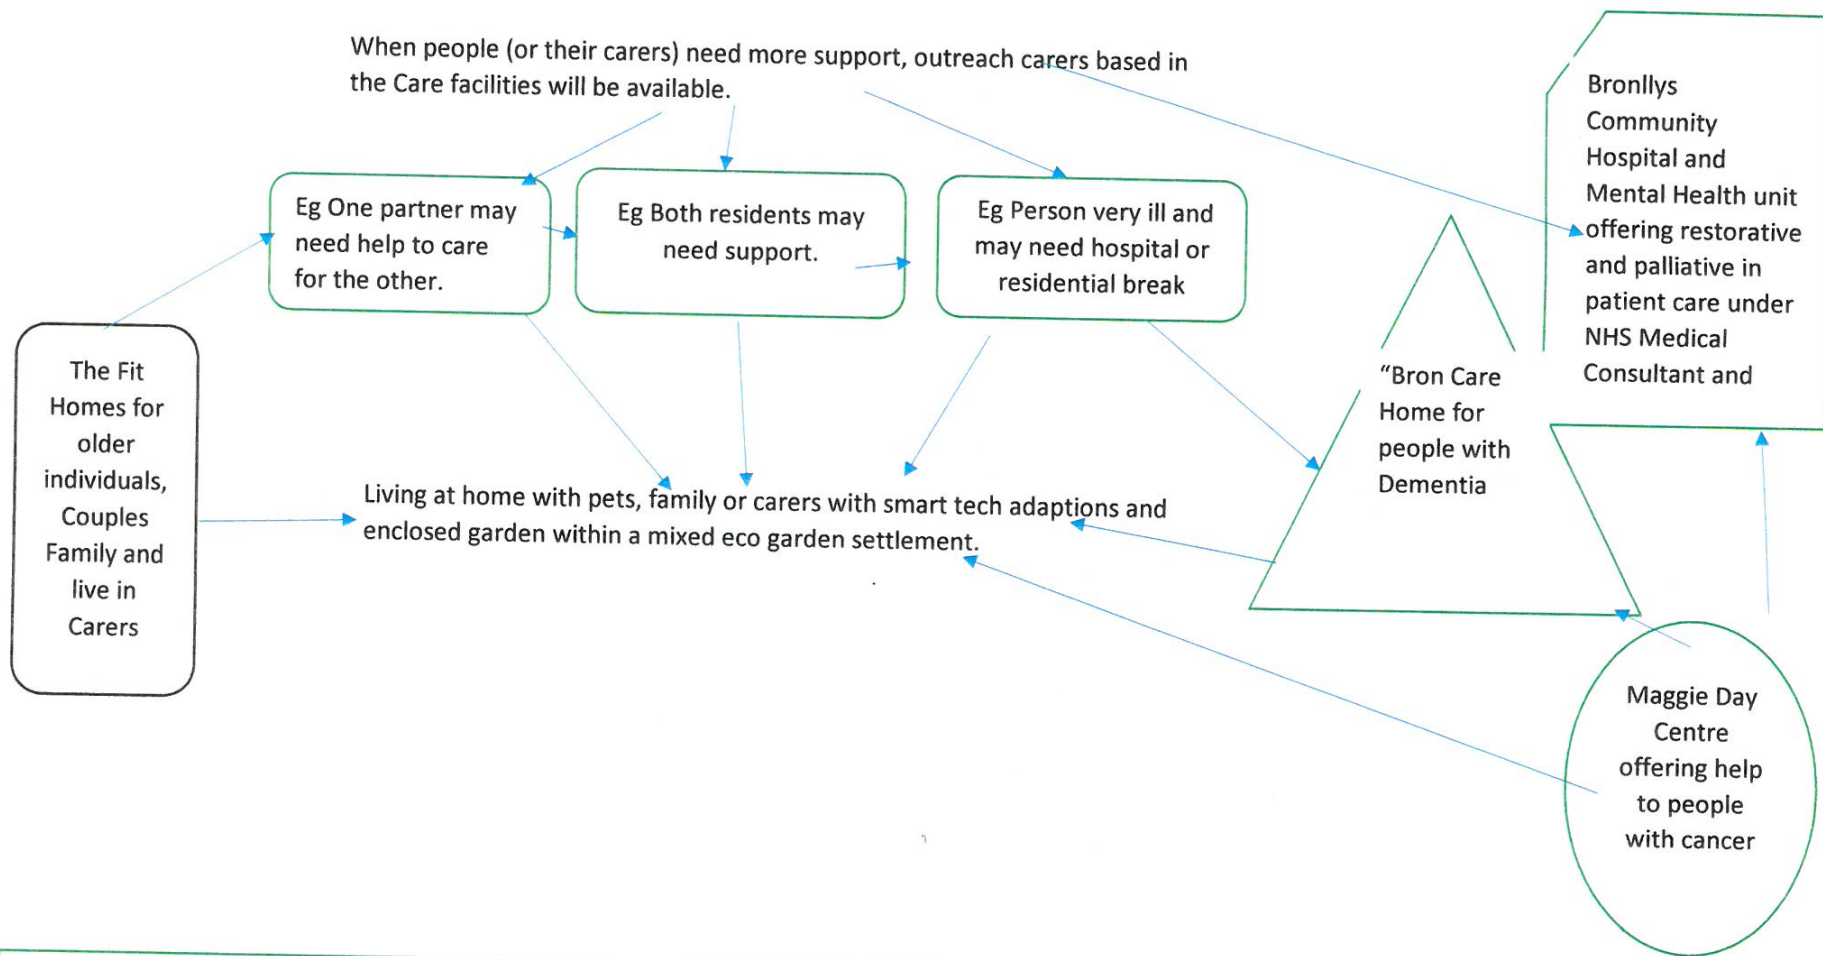 When people (or their carers) need more support, outreach carers based in
the Care facilities will be available.
Eg One partner may
need help to care
for the other.
Eg Both residents may
need support.
Eg Person very ill and
may need hospital or
residential break
Bronllys
Community
Hospital and
Mental Health unit
offering restorative
and palliative in
patient care under
NHS Medical
Consultant and
The Fit
Homes for
older
individuals,
Couples
Family and
live in
Carers
"Bron Care
Home for
people with
Dementia
Living at home with pets, family or carers with smart tech adaptions and
enclosed garden within a mixed eco garden settlement.
Maggie Day
Centre
offering help
to people
with cancer